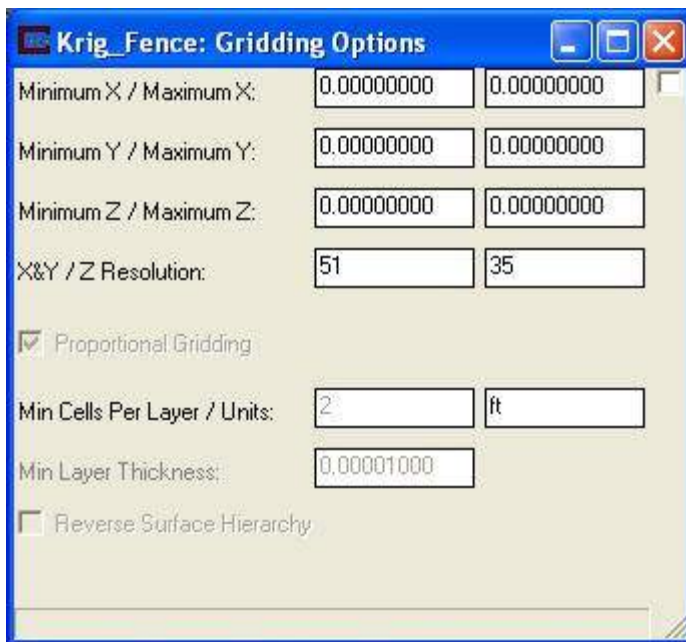 Krig_Fence: Gridding Options
Minimum X / Maximum X: 0.00000000 0.00000000
Minimum Y / Maximum Y: 0.00000000 0.00000000
Minimum Z / Maximum Z: 0.00000000 0.00000000
X&Y / Z Resolution: 51 35
Proportional Gridding
Min Cells Per Layer / Units: 2 ft
Min Layer Thickness: 0.00001000
Reverse Surface Hierarchy